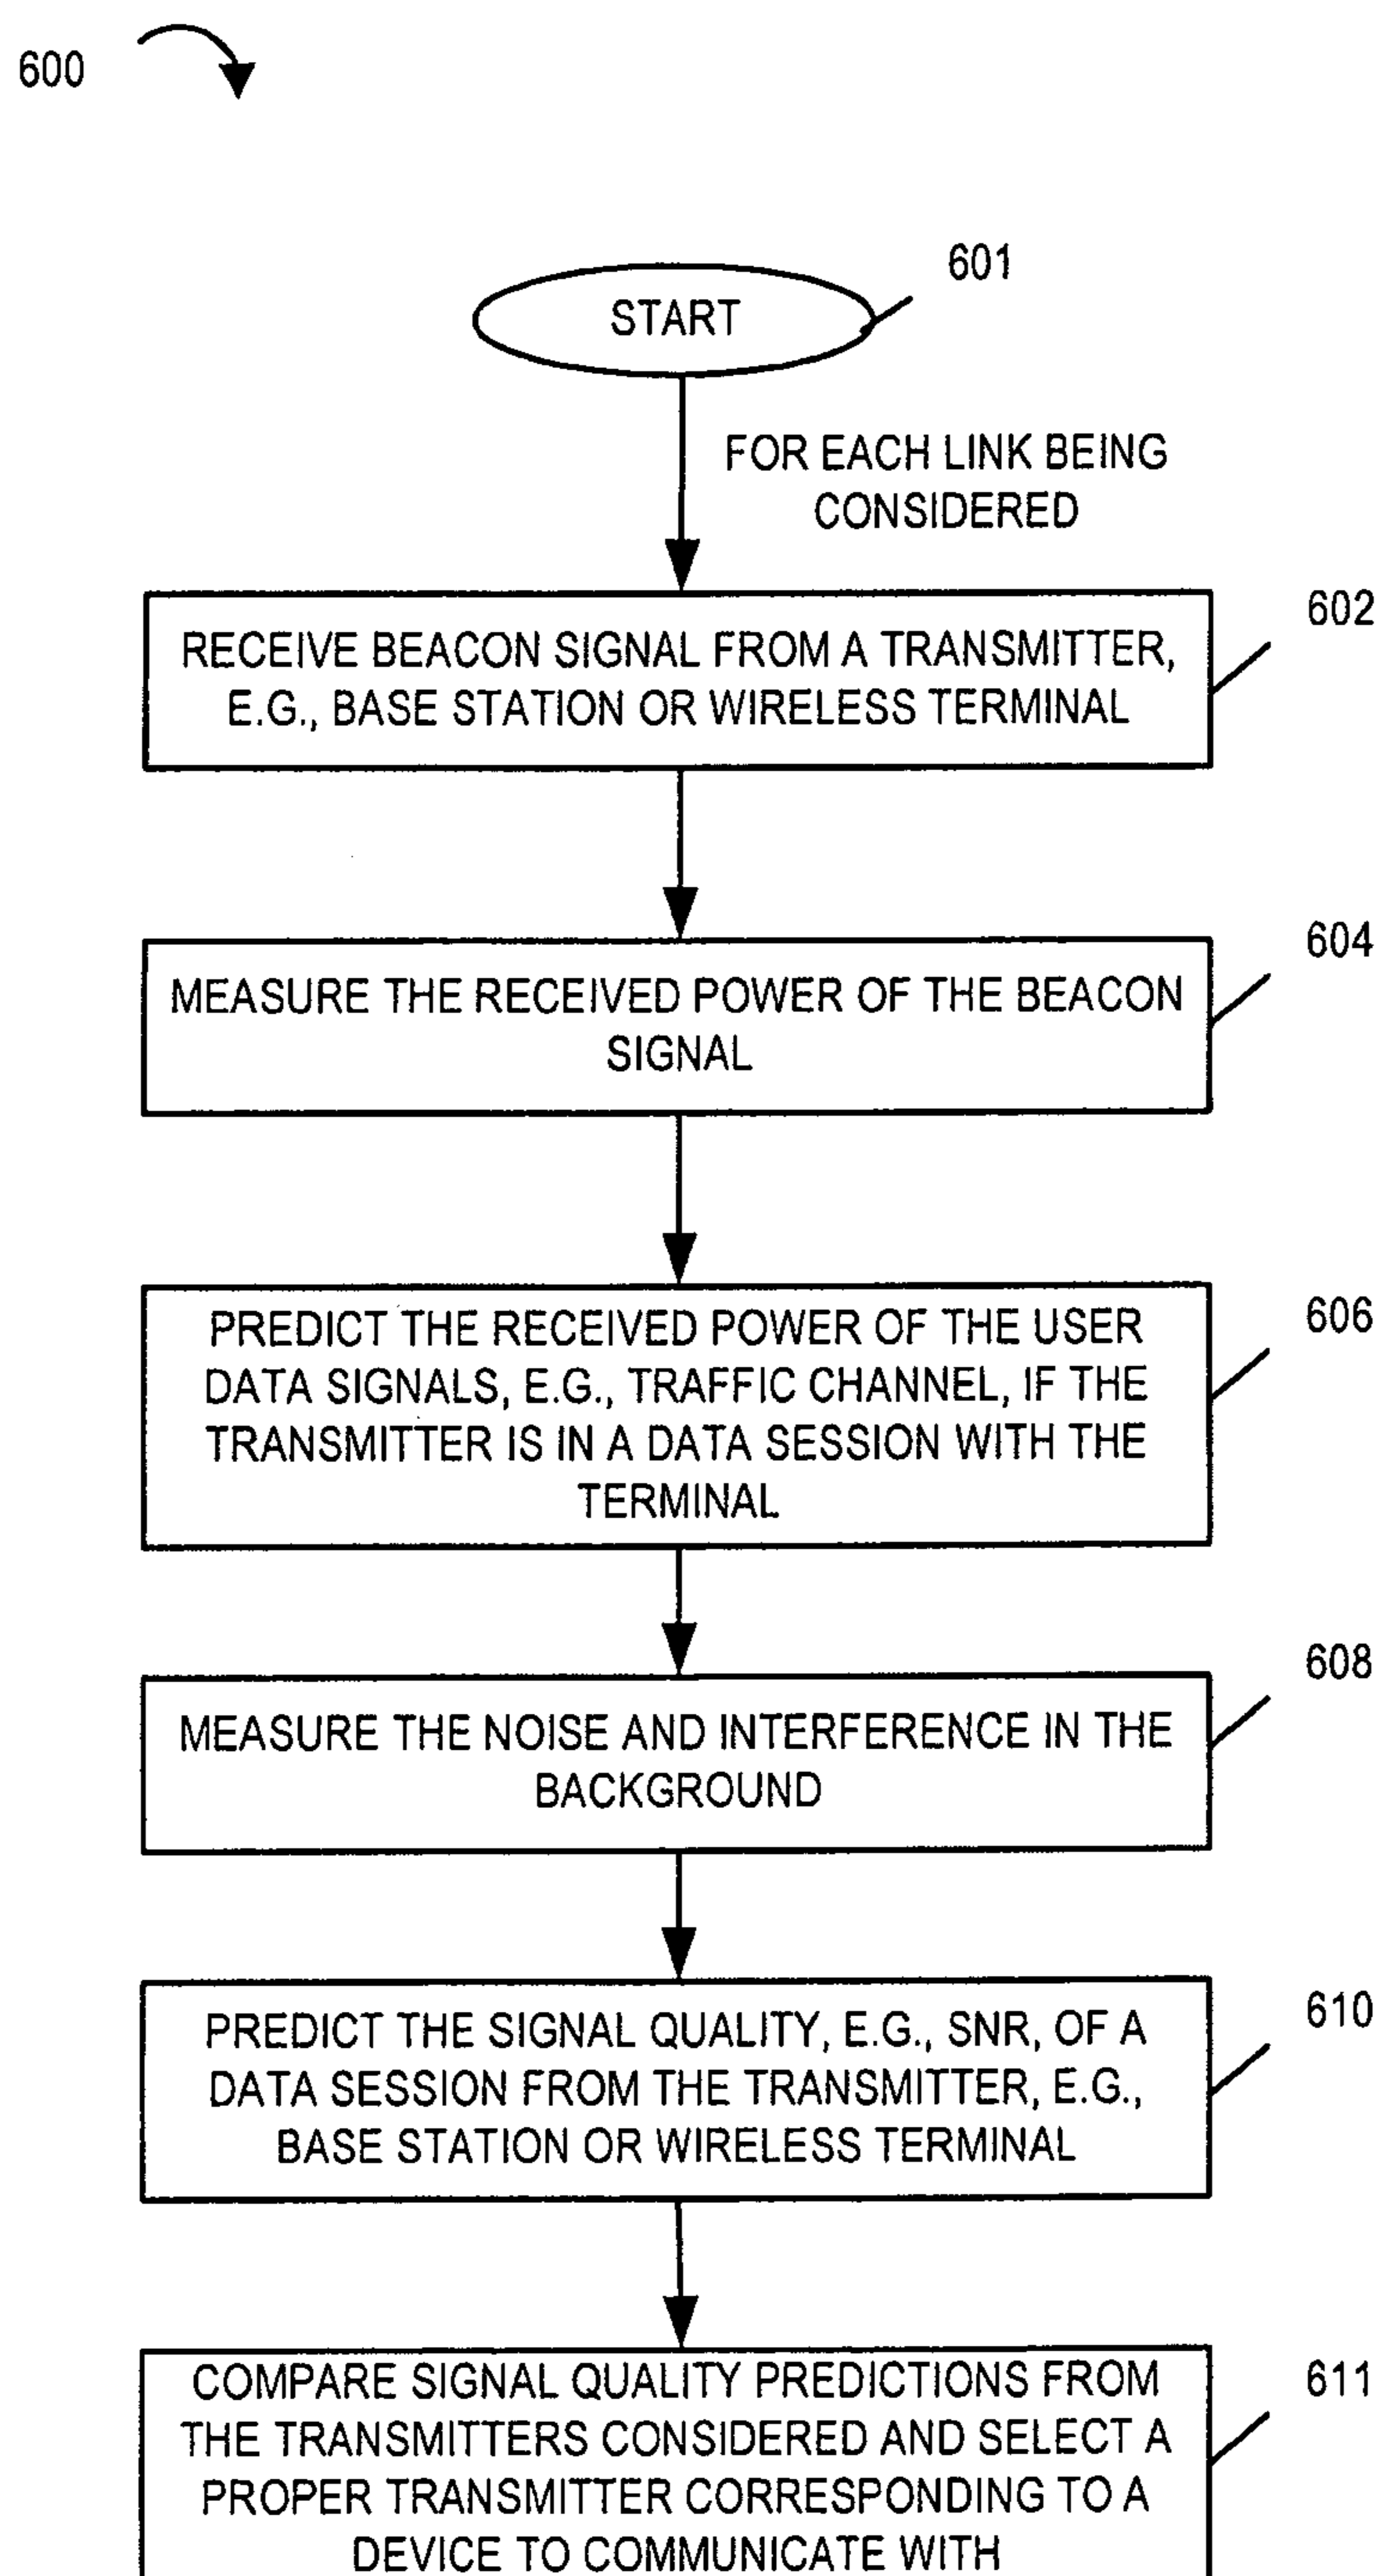 600
601
START
FOR EACH LINK BEING
CONSIDERED
602
RECEIVE BEACON SIGNAL FROM A TRANSMITTER,
E.G., BASE STATION OR WIRELESS TERMINAL
604
MEASURE THE RECEIVED POWER OF THE BEACON
SIGNAL
606
PREDICT THE RECEIVED POWER OF THE USER
DATA SIGNALS, E.G., TRAFFIC CHANNEL, IF THE
TRANSMITTER IS IN A DATA SESSION WITH THE
TERMINAL
608
MEASURE THE NOISE AND INTERFERENCE IN THE
BACKGROUND
610
PREDICT THE SIGNAL QUALITY, E.G., SNR, OF A
DATA SESSION FROM THE TRANSMITTER, E.G.,
BASE STATION OR WIRELESS TERMINAL
611
COMPARE SIGNAL QUALITY PREDICTIONS FROM
THE TRANSMITTERS CONSIDERED AND SELECT A
PROPER TRANSMITTER CORRESPONDING TO A
DEVICE TO COMMUNICATE WITH